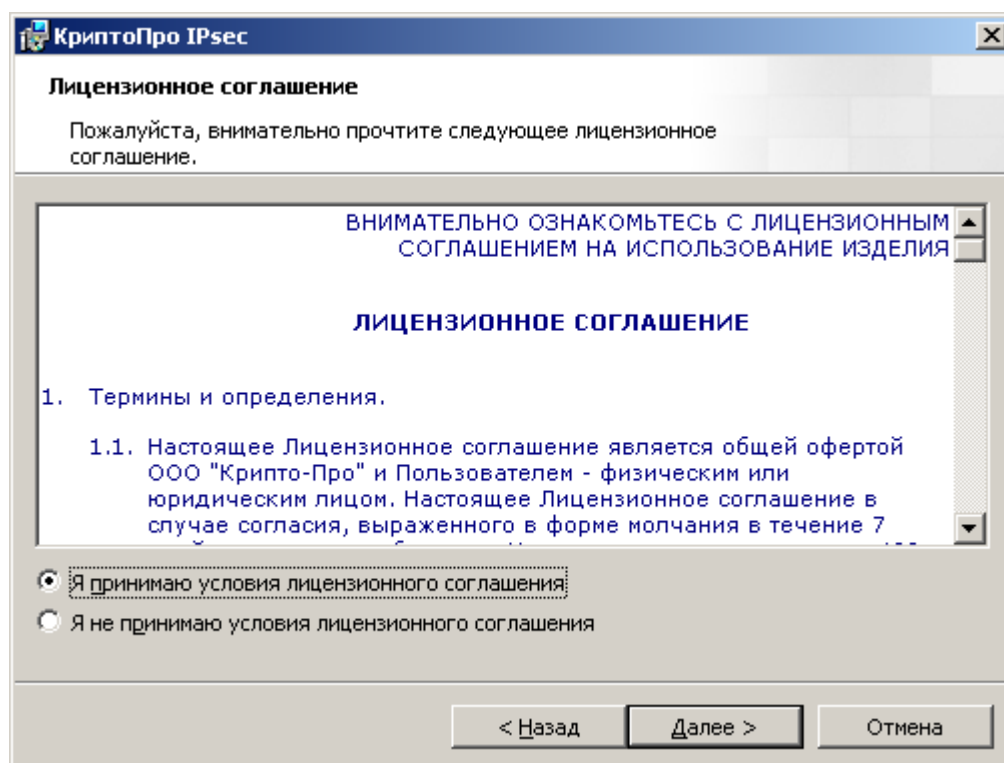 КриптоПро IPsec
Лицензионное соглашение
Пожалуйста, внимательно прочтите следующее лицензионное
соглашение.
ВНИМАТЕЛЬНО ОЗНАКОМЬТЕСЬ С ЛИЦЕНЗИОННЫМ
СОГЛАШЕНИЕМ НА ИСПОЛЬЗОВАНИЕ ИЗДЕЛИЯ
ЛИЦЕНЗИОННОЕ СОГЛАШЕНИЕ
1. Термины и определения.
1.1. Настоящее Лицензионное соглашение является общей офертой
ООО "Крипто-Про" и Пользователем - физическим или
юридическим лицом. Настоящее Лицензионное соглашение в
случае согласия, выраженного в форме молчания в течение 7
Я принимаю условия лицензионного соглашения
Я не принимаю условия лицензионного соглашения
< Назад
Далее >
Отмена